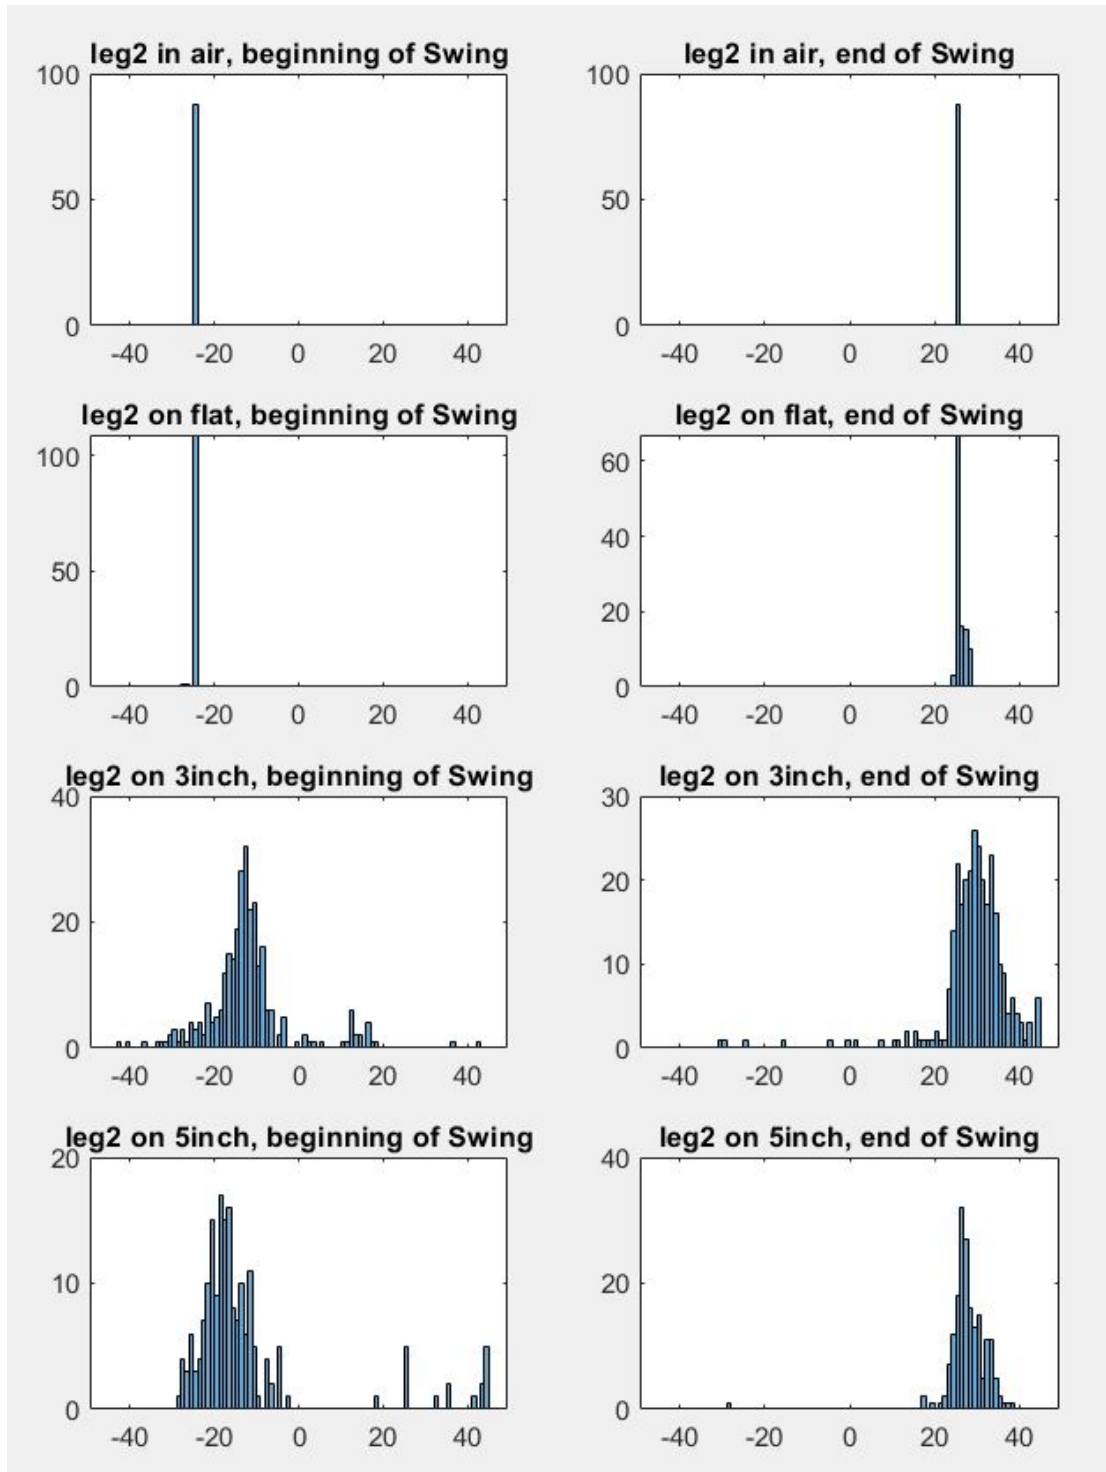 leg2 in air, beginning of Swing
100
50
0
-40 -20 0 20 40
leg2 in air, end of Swing
100
50
0
-40 -20 0 20 40
leg2 on flat, beginning of Swing
100
50
0
-40 -20 0 20 40
leg2 on flat, end of Swing
60
40
20
0
-40 -20 0 20 40
leg2 on 3inch, beginning of Swing
40
20
0
-40 -20 0 20 40
leg2 on 3inch, end of Swing
30
20
10
0
-40 -20 0 20 40
leg2 on 5inch, beginning of Swing
20
10
0
-40 -20 0 20 40
leg2 on 5inch, end of Swing
40
20
0
-40 -20 0 20 40